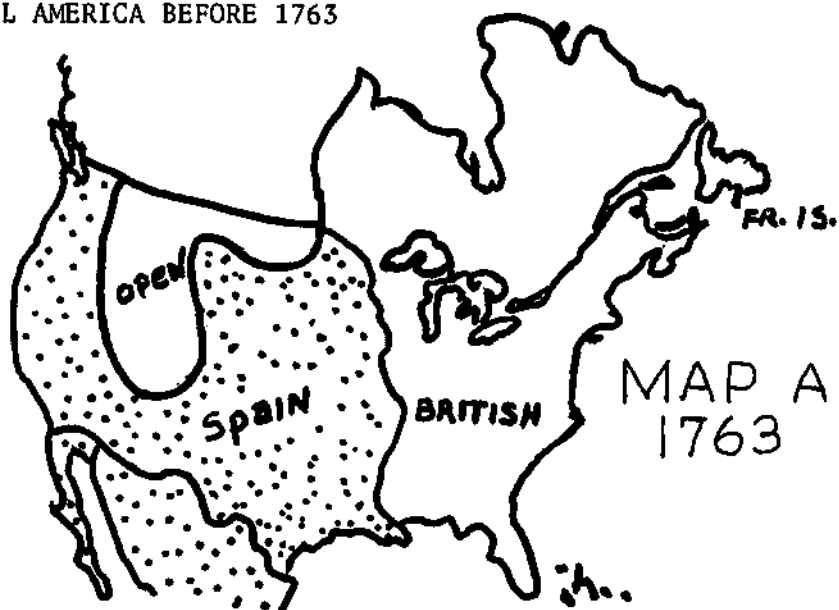 L AMERICA BEFORE 1763
FR. IS.
OPEN
MAP A
SPAIN
BRITISH
1763